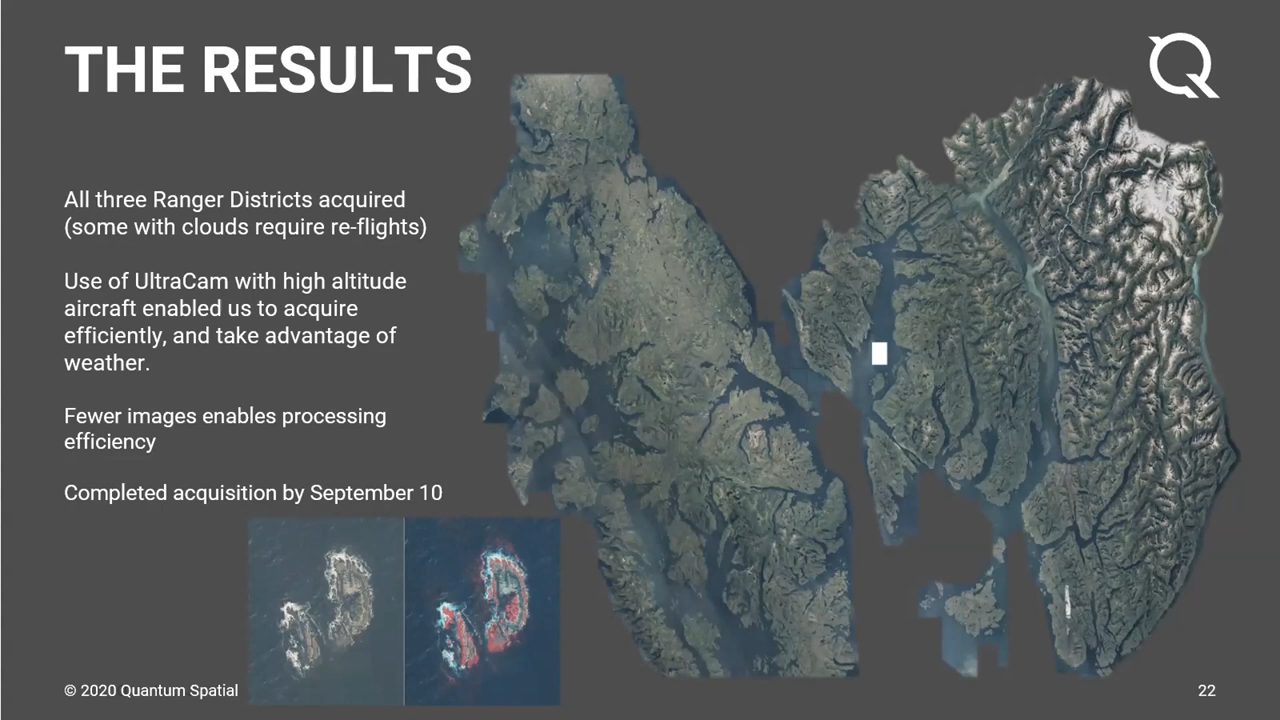 THE RESULTS
All three Ranger Districts acquired
(some with clouds require re-flights)
Use of UltraCam with high altitude
aircraft enabled us to acquire
efficiently, and take advantage of
weather.
Fewer images enables processing
efficiency
Completed acquisition by September 10
© 2020 Quantum Spatial
22